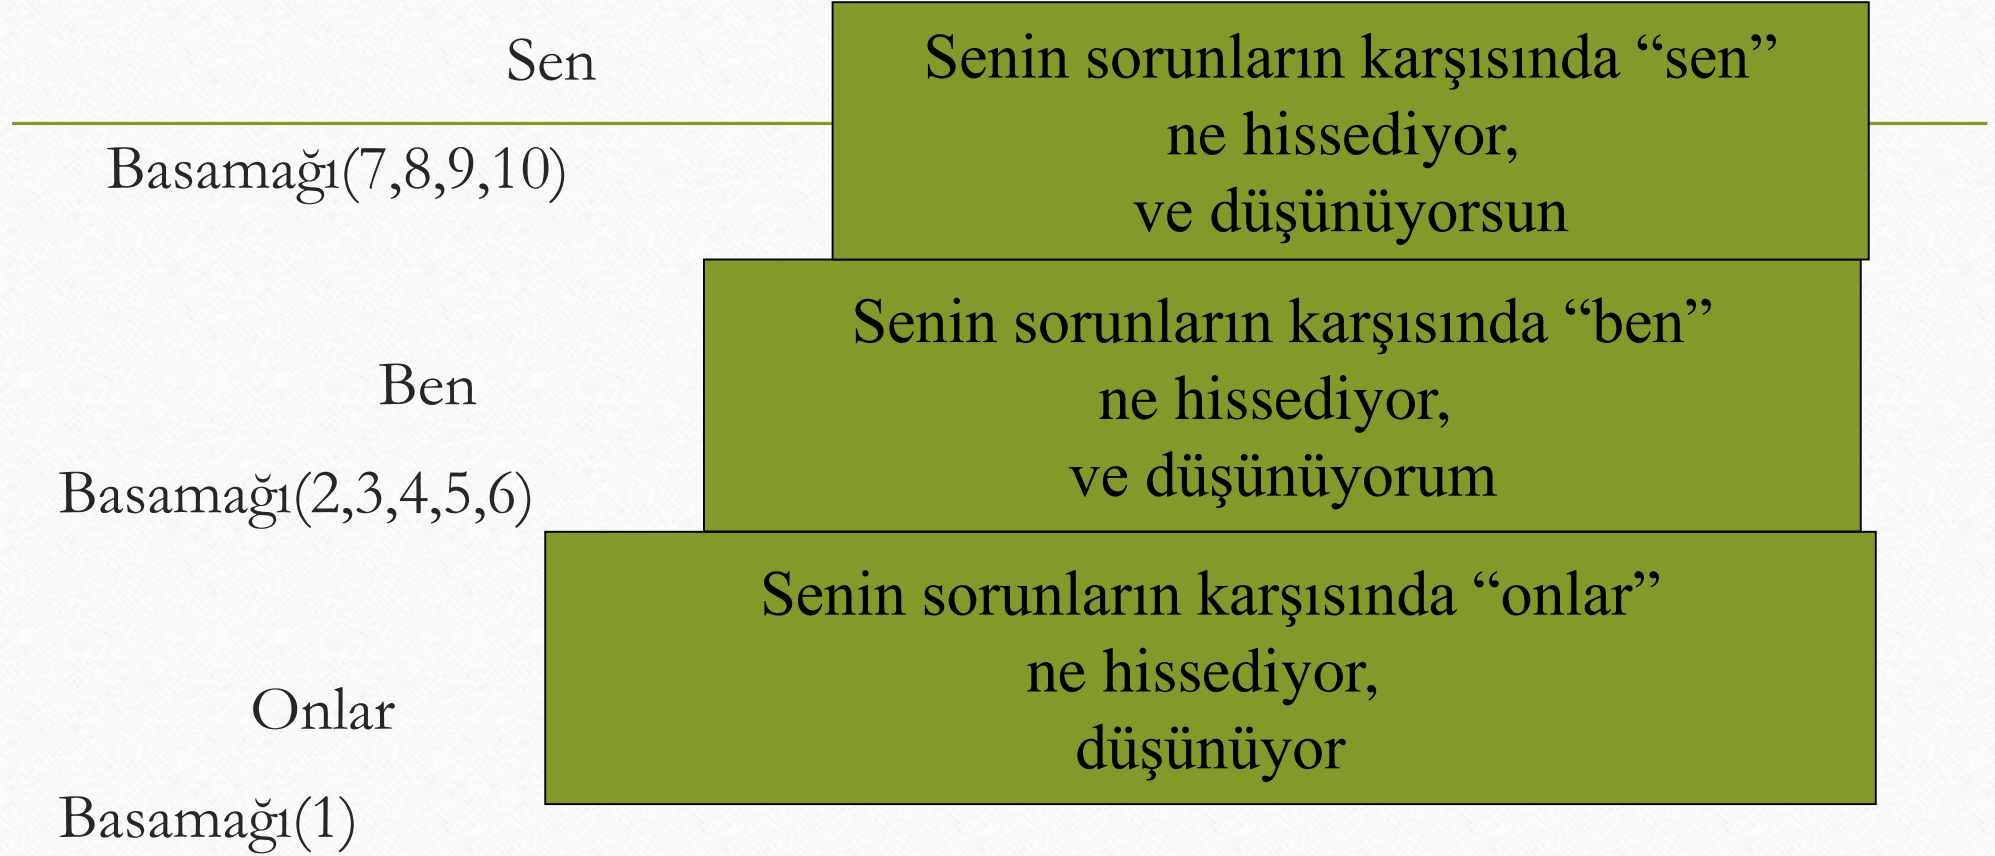 Sen
Basamağı(7,8,9,10)
Senin sorunların karşısında “sen”
ne hissediyor,
ve düşünüyorsun
Ben
Basamağı(2,3,4,5,6)
Senin sorunların karşısında “ben”
ne hissediyor,
ve düşünüyorum
Onlar
Basamağı(1)
Senin sorunların karşısında “onlar”
ne hissediyor,
düşünüyor